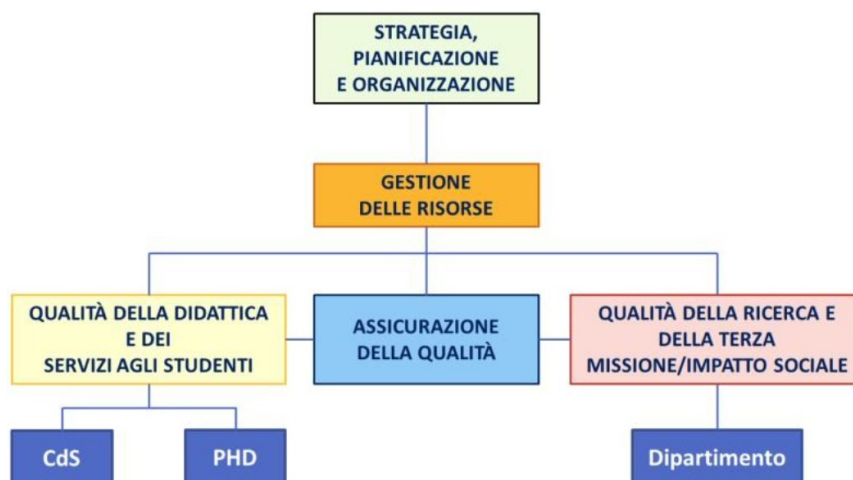 STRATEGIA,
PIANIFICAZIONE
E ORGANIZZAZIONE
GESTIONE
DELLE RISORSE
QUALITÀ DELLA DIDATTICA
E DEI
SERVIZI AGLI STUDENTI
ASSICURAZIONE
DELLA QUALITÀ
QUALITÀ DELLA RICERCA E
DELLA TERZA
MISSIONE/IMPATTO SOCIALE
CdS
PHD
Dipartimento